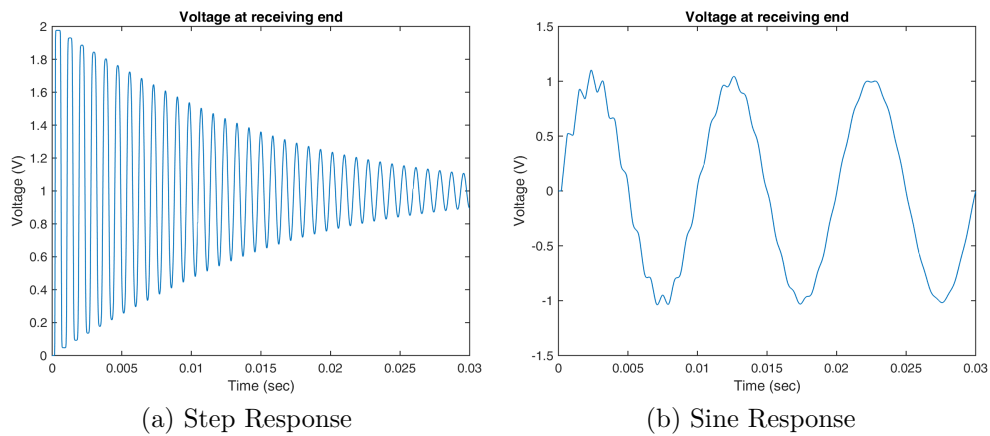 Voltage at receiving end
2
1.8
1.6
1.4
1.2
1
0.8
0.6
0.4
0.2
0
Voltage (V)
0 0.005 0.01 0.015 0.02 0.025 0.03
Time (sec)
(a) Step Response
Voltage at receiving end
1.5
1
0.5
0
-0.5
-1
-1.5
Voltage (V)
0 0.005 0.01 0.015 0.02 0.025 0.03
Time (sec)
(b) Sine Response